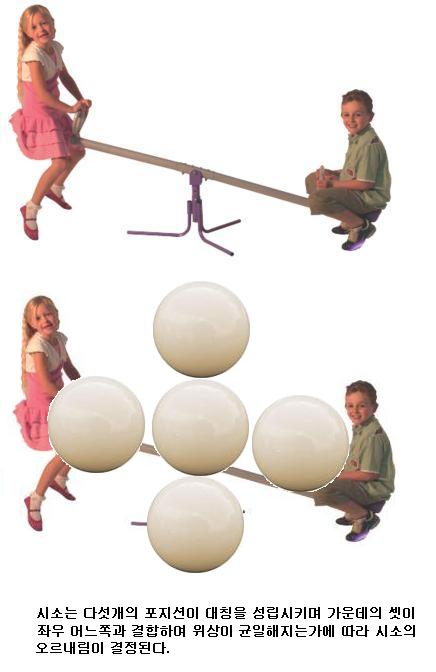 시소는 다섯개의 포지션이 대칭을 성립시키며 가운데의 셋이
좌우 어느쪽과 결합하여 위상이 균일해지는가에 따라 시소의
오르내림이 결정된다.